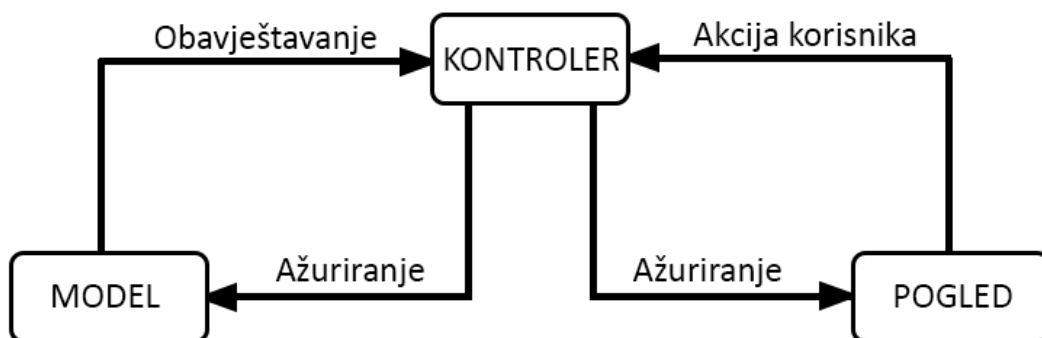 Obavještavanje
KONTROLER
Akcija korisnika
MODEL
Ažuriranje
Ažuriranje
POGLED